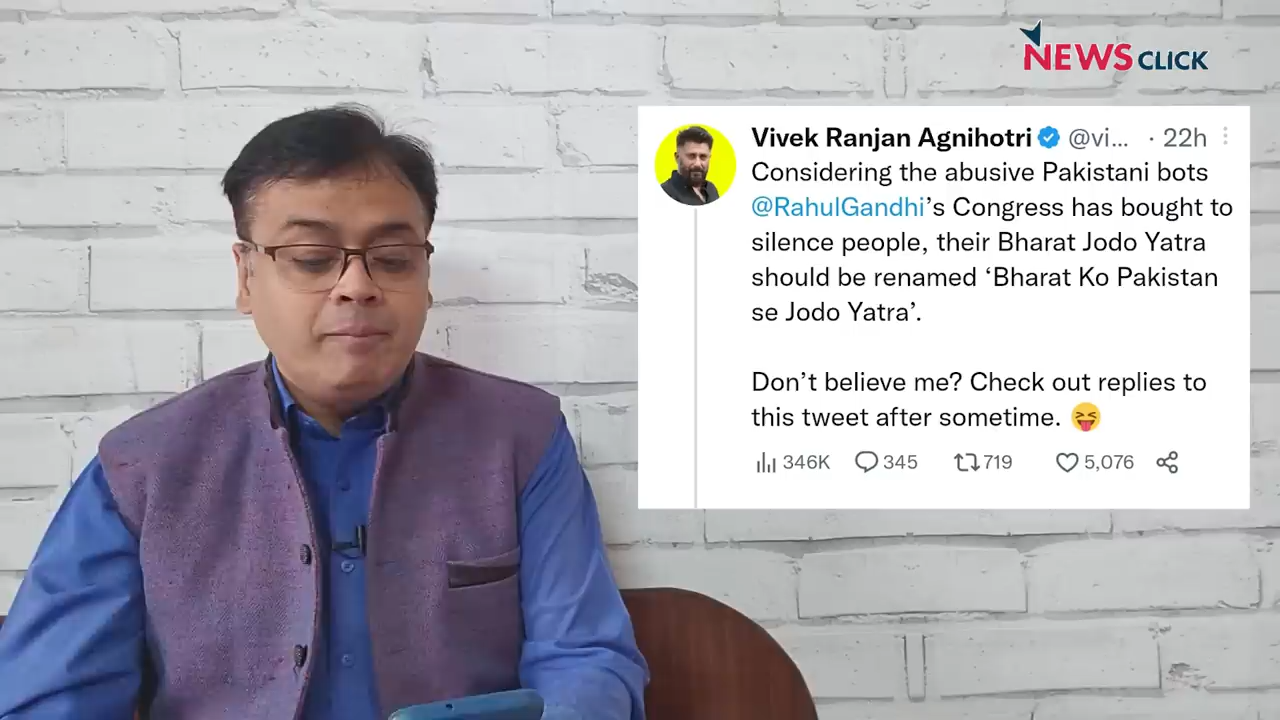 NEWS CLICK
Vivek Ranjan Agnihotri @vi... · 22h
Considering the abusive Pakistani bots
@RahulGandhi’s Congress has bought to
silence people, their Bharat Jodo Yatra
should be renamed ‘Bharat Ko Pakistan
se Jodo Yatra’.
Don’t believe me? Check out replies to
this tweet after sometime. 😝
346K 345 719 5,076